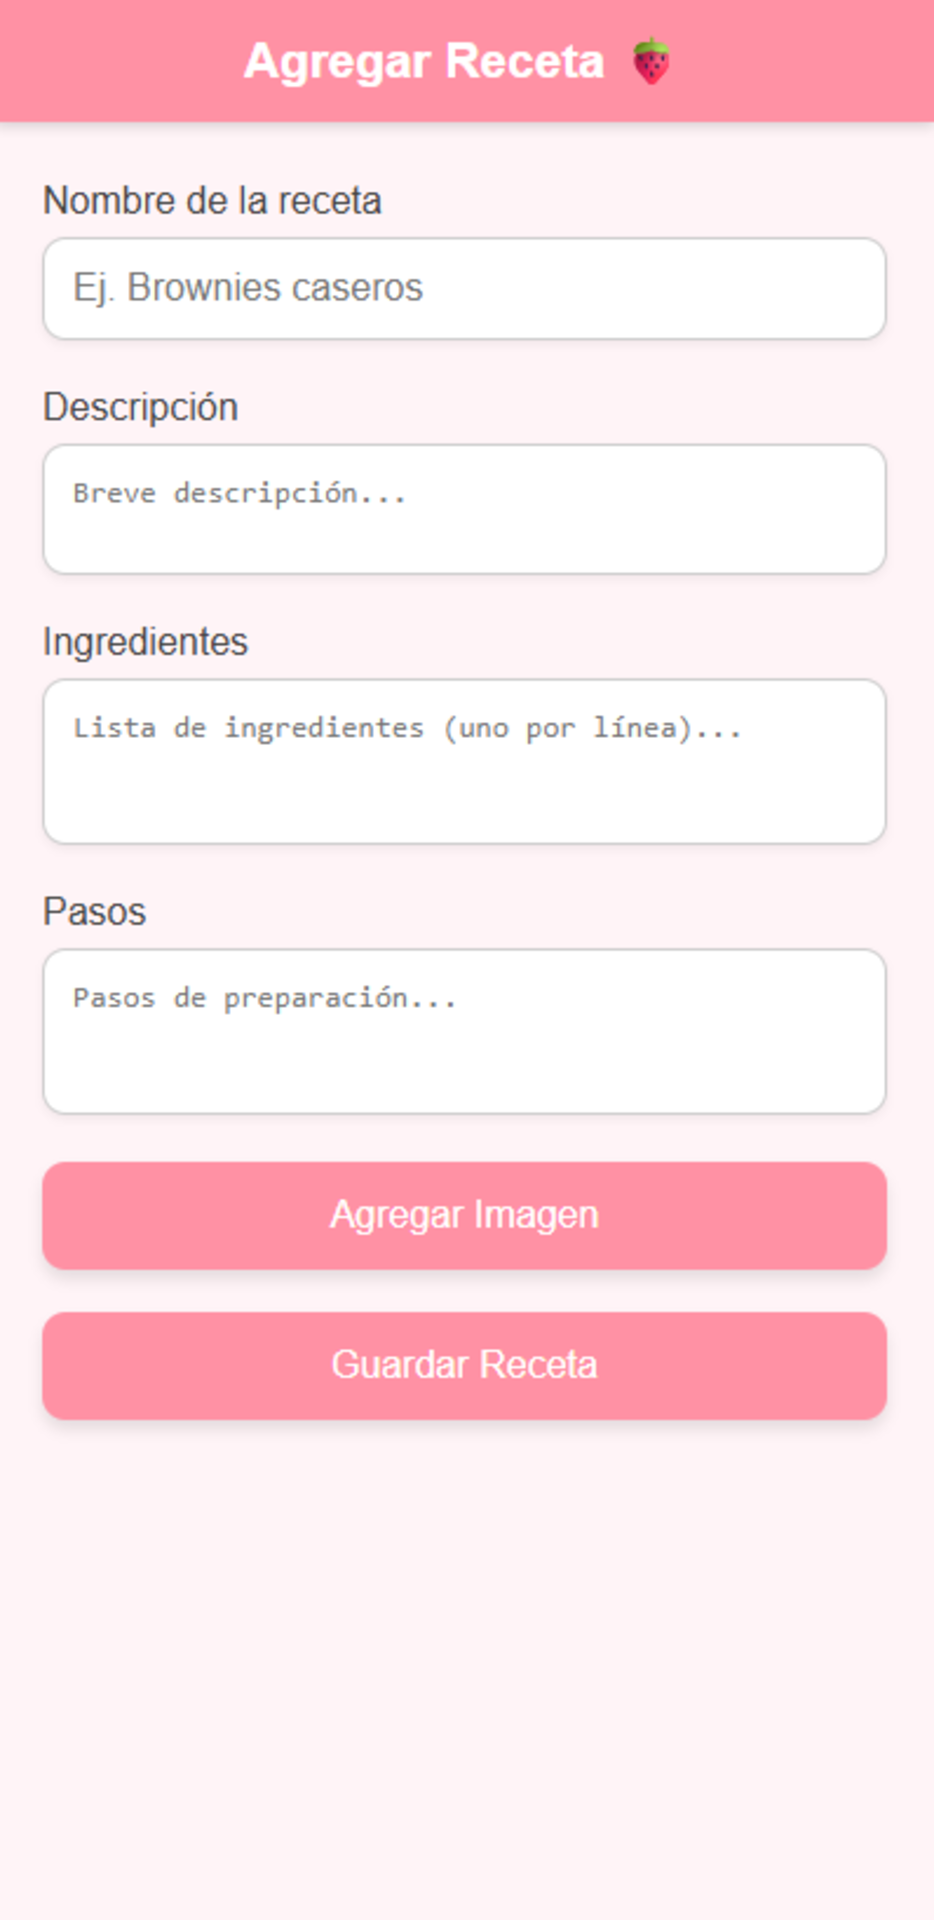 Agregar Receta 🍓
Nombre de la receta
Ej. Brownies caseros
Descripción
Breve descripción...
Ingredientes
Lista de ingredientes (uno por línea)...
Pasos
Pasos de preparación...
Agregar Imagen
Guardar Receta